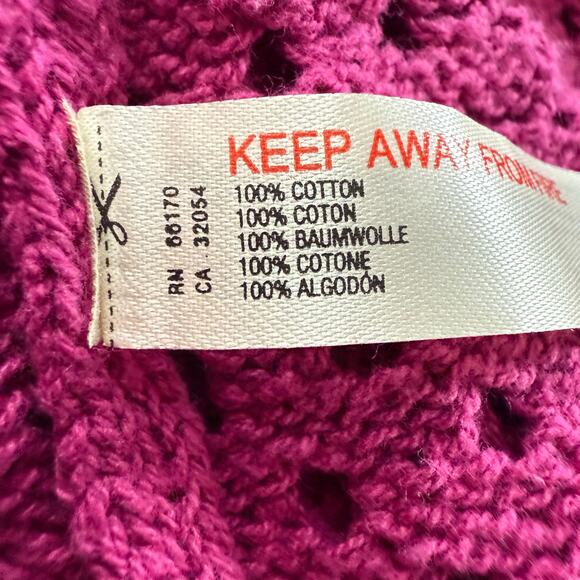 KEEP AWAY FROM FIRE
100% COTTON
100% COTON
100% BAUMWOLLE
100% COTONE
100% ALGODÓN
RN 66170
CA 32054